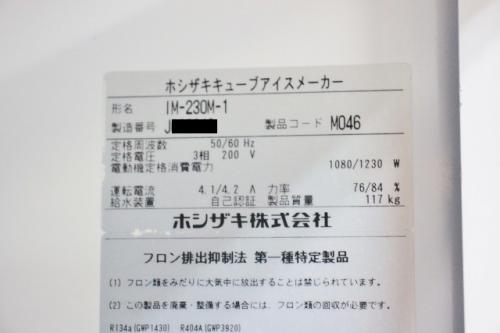 ホシザキキューブアイスメーカー
形名 IM-230M-1
製造番号 J 製品コード M046
定格周波数 50/60 Hz
定格電圧 3相 200 V
電動機定格消費電力 1080/1230 W
運転電流 4.1/4.2 A 力率 76/84 %
給水装置 自己認証 製品質量 117 kg
ホシザキ株式会社
フロン排出抑制法 第一種特定製品
(1) フロン類をみだりに大気中に放出することは禁じられています。
(2) この製品を廃棄・整備する場合には、フロン類の回収が必要です。
R134a(GWP1430) R404A(GWP3920)